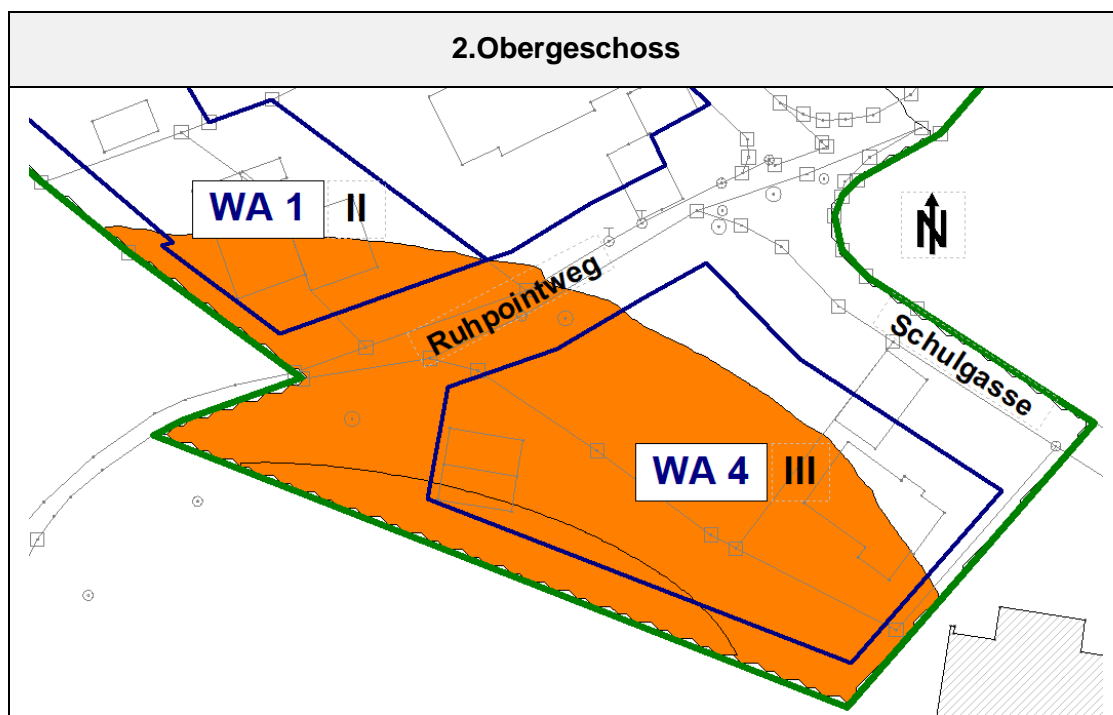 2.Obergeschoss
WA 1 II
N
Ruhpointweg
Schulgasse
WA 4 III